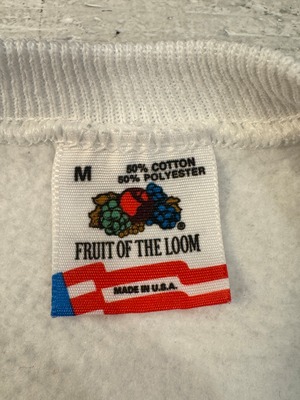 M
50% COTTON
50% POLYESTER
®
FRUIT OF THE LOOM
MADE IN U.S.A.